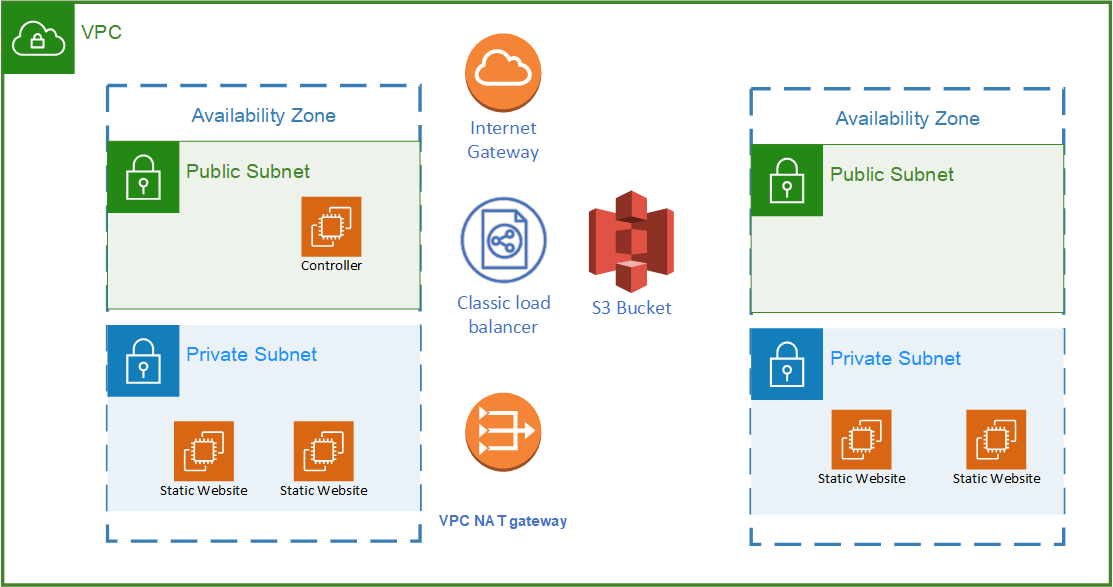 VPC
Availability Zone
Public Subnet
Controller
Private Subnet
Static Website
Static Website
Internet
Gateway
Classic load
balancer
S3 Bucket
VPC NAT gateway
Availability Zone
Public Subnet
Private Subnet
Static Website
Static Website